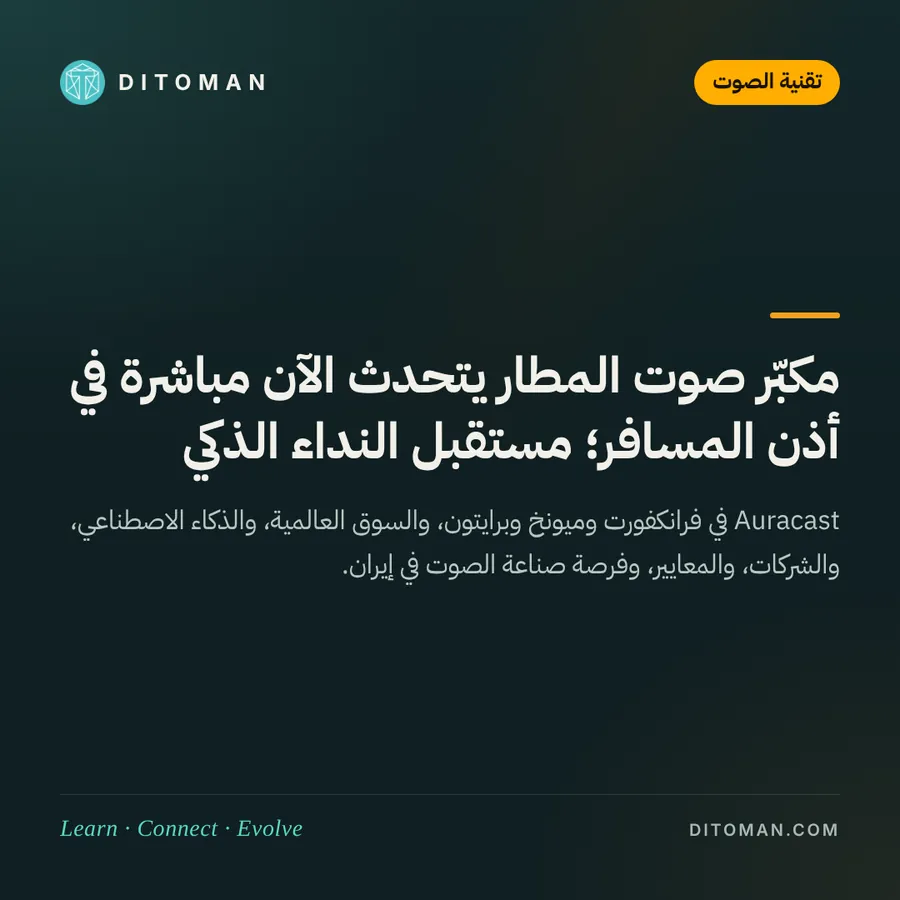 DITOMAN
تقنية الصوت
مكبّر صوت المطار يتحدث الآن مباشرة في
أذن المسافر؛ مستقبل النداء الذكي
Auracast في فرانكفورت وميونخ وبرايتون، والسوق العالمية، والذكاء الاصطناعي،
والشركات، والمعايير، وفرصة صناعة الصوت في إيران.
Learn · Connect · Evolve
DITOMAN.COM